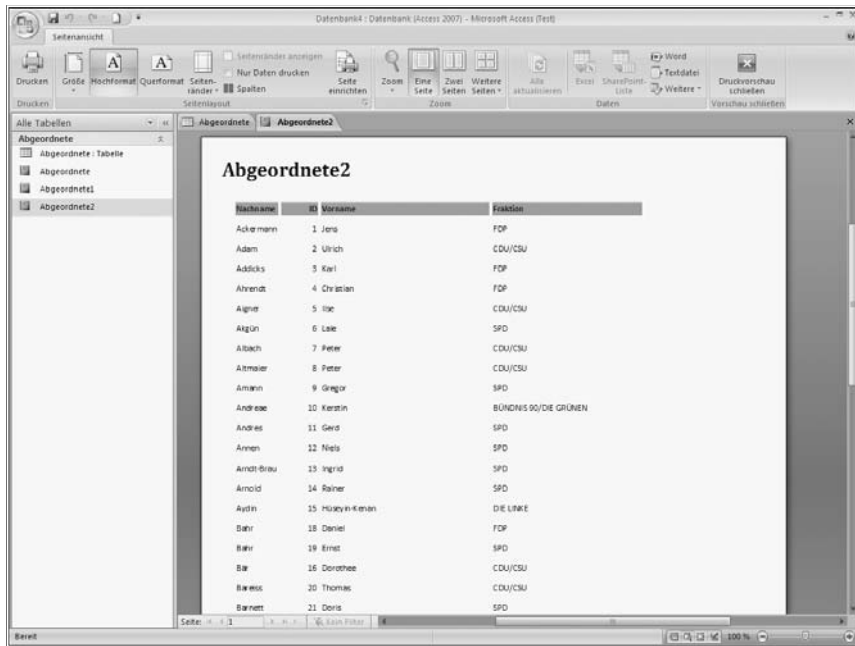 Datenbank4 : Datenbank (Access 2007) - Microsoft Access (Test)
Seitenansicht
Drucken
Größe
Hochformat
Querformat
Seiten-
ränder
Seitenränder anzeigen
Nur Daten drucken
Spalten
Seite
einrichten
Zoom
Eine
Seite
Zwei
Seiten
Weitere
Seiten
Alle
aktualisieren
Excel
SharePoint-
Liste
Word
Textdatei
Weitere
Druckvorschau
schließen
Drucken
Seitenlayout
Zoom
Daten
Vorschau schließen
Alle Tabellen
Abgeordnete
Abgeordnete : Tabelle
Abgeordnete
Abgeordnete1
Abgeordnete2
Abgeordnete
Abgeordnete2
Abgeordnete2
Nachname ID Vorname Fraktion
Ackermann 1 Jens FDP
Adam 2 Ulrich CDU/CSU
Addicks 3 Karl FDP
Ahrendt 4 Christian FDP
Aigner 5 Ilse CDU/CSU
Akgün 6 Lale SPD
Albach 7 Peter CDU/CSU
Altmaier 8 Peter CDU/CSU
Amann 9 Gregor SPD
Andreae 10 Kerstin BÜNDNIS 90/DIE GRÜNEN
Andres 11 Gerd SPD
Annen 12 Niels SPD
Arndt-Brau 13 Ingrid SPD
Arnold 14 Rainer SPD
Aydin 15 Hüseyin-Kenan DIE LINKE
Bahr 18 Daniel FDP
Bahr 19 Ernst SPD
Bär 16 Dorothee CDU/CSU
Bareiss 20 Thomas CDU/CSU
Barnett 21 Doris SPD
Seite: 1 Kein Filter
Bereit
100 %